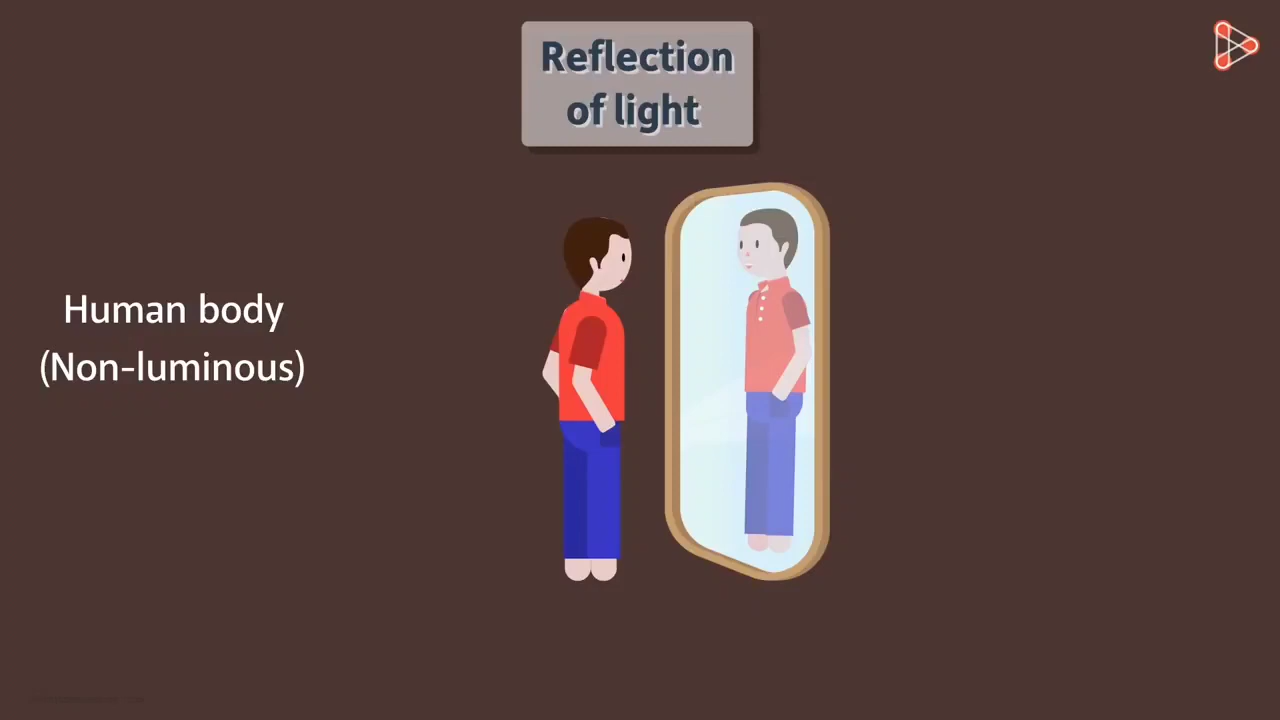 Reflection
of light
Human body
(Non-luminous)